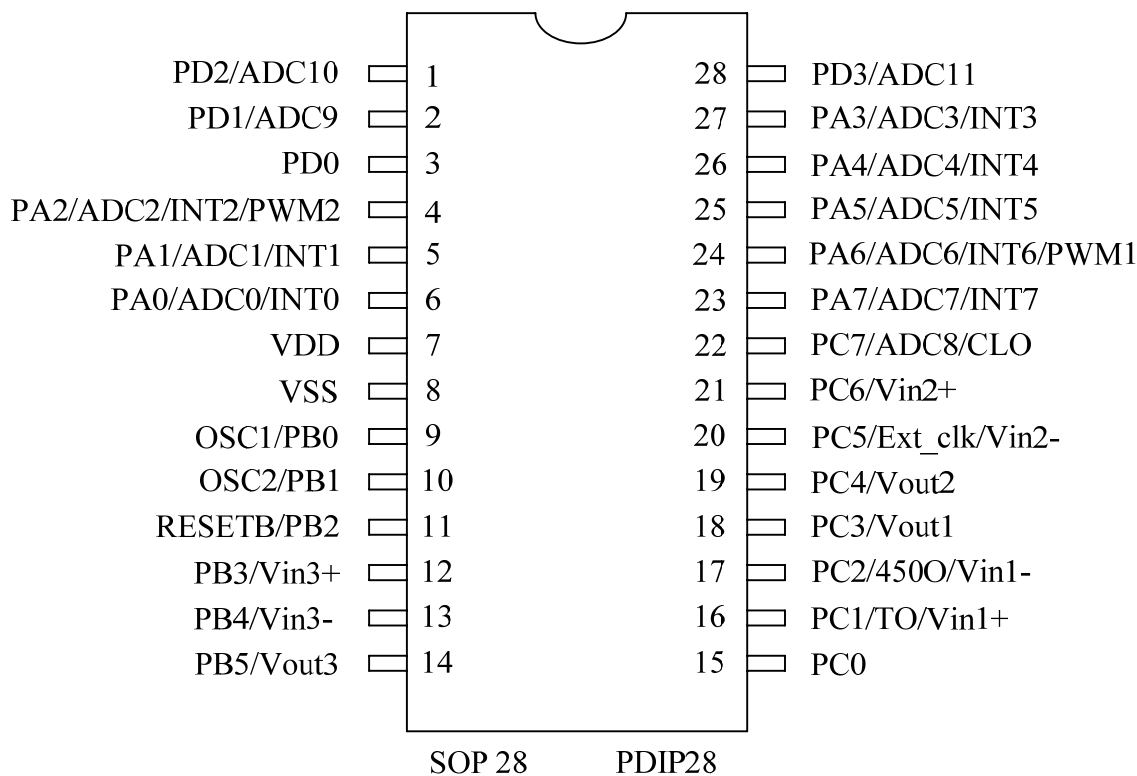 PD2/ADC10 1 28 PD3/ADC11
PD1/ADC9 2 27 PA3/ADC3/INT3
PD0 3 26 PA4/ADC4/INT4
PA2/ADC2/INT2/PWM2 4 25 PA5/ADC5/INT5
PA1/ADC1/INT1 5 24 PA6/ADC6/INT6/PWM1
PA0/ADC0/INT0 6 23 PA7/ADC7/INT7
VDD 7 22 PC7/ADC8/CLO
VSS 8 21 PC6/Vin2+
OSC1/PB0 9 20 PC5/Ext_clk/Vin2-
OSC2/PB1 10 19 PC4/Vout2
RESETB/PB2 11 18 PC3/Vout1
PB3/Vin3+ 12 17 PC2/450O/Vin1-
PB4/Vin3- 13 16 PC1/TO/Vin1+
PB5/Vout3 14 15 PC0
SOP 28 PDIP28